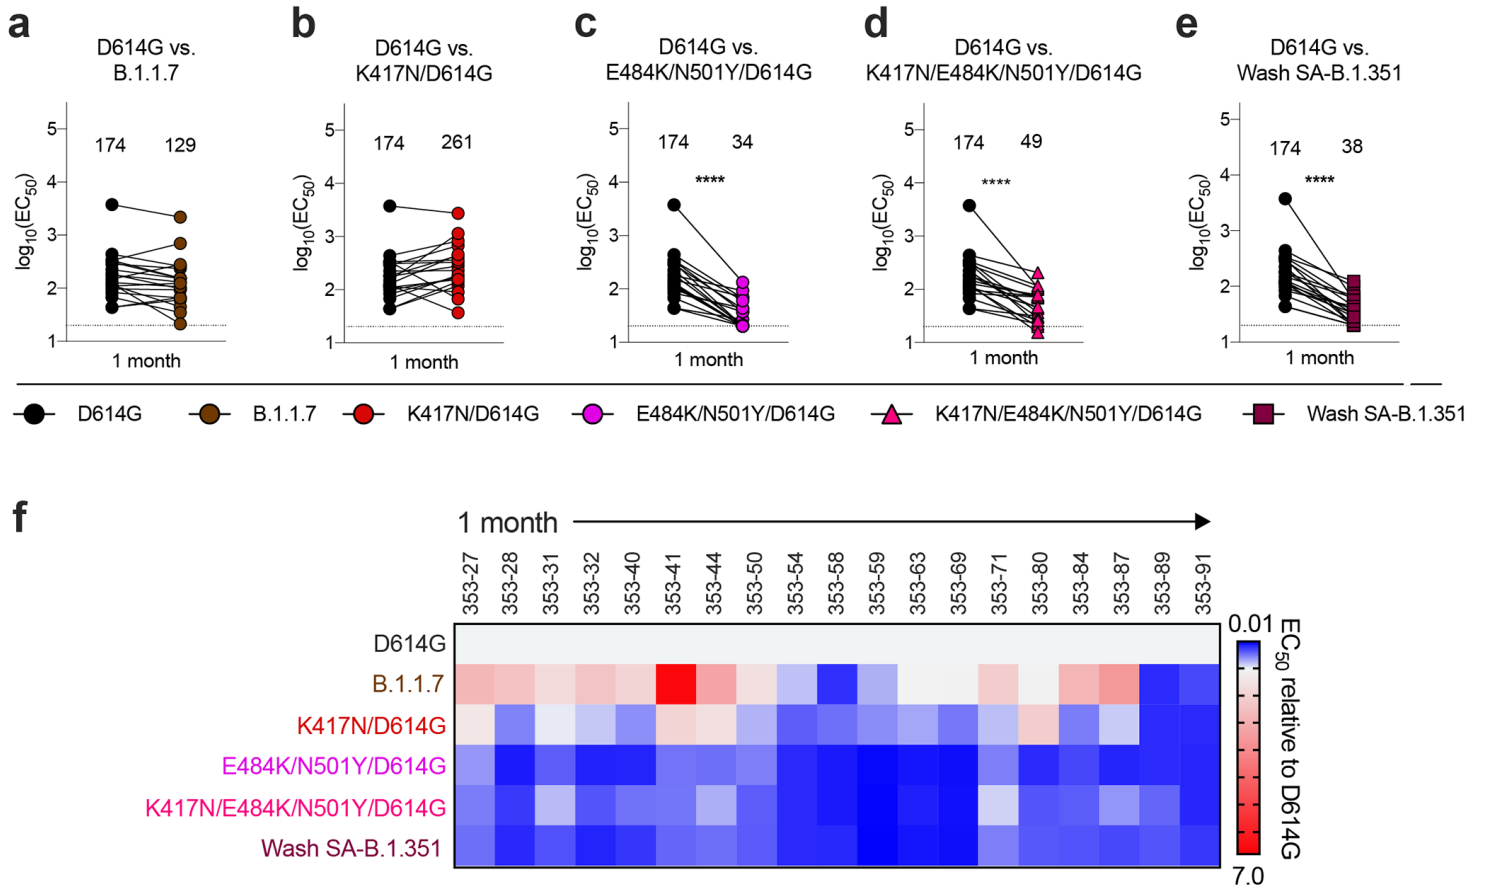 a
D614G vs.
B.1.1.7
174 129
5
4
3
2
1
log10(EC50)
1 month
b
D614G vs.
K417N/D614G
174 261
5
4
3
2
1
log10(EC50)
1 month
c
D614G vs.
E484K/N501Y/D614G
174 34
****
5
4
3
2
1
log10(EC50)
1 month
d
D614G vs.
K417N/E484K/N501Y/D614G
174 49
****
5
4
3
2
1
log10(EC50)
1 month
e
D614G vs.
Wash SA-B.1.351
174 38
****
5
4
3
2
1
log10(EC50)
1 month
D614G B.1.1.7 K417N/D614G E484K/N501Y/D614G K417N/E484K/N501Y/D614G Wash SA-B.1.351
f
1 month
353-27
353-28
353-31
353-32
353-40
353-41
353-44
353-50
353-54
353-58
353-59
353-63
353-69
353-71
353-80
353-84
353-87
353-89
353-91
D614G
B.1.1.7
K417N/D614G
E484K/N501Y/D614G
K417N/E484K/N501Y/D614G
Wash SA-B.1.351
0.01
EC50 relative to D614G
7.0